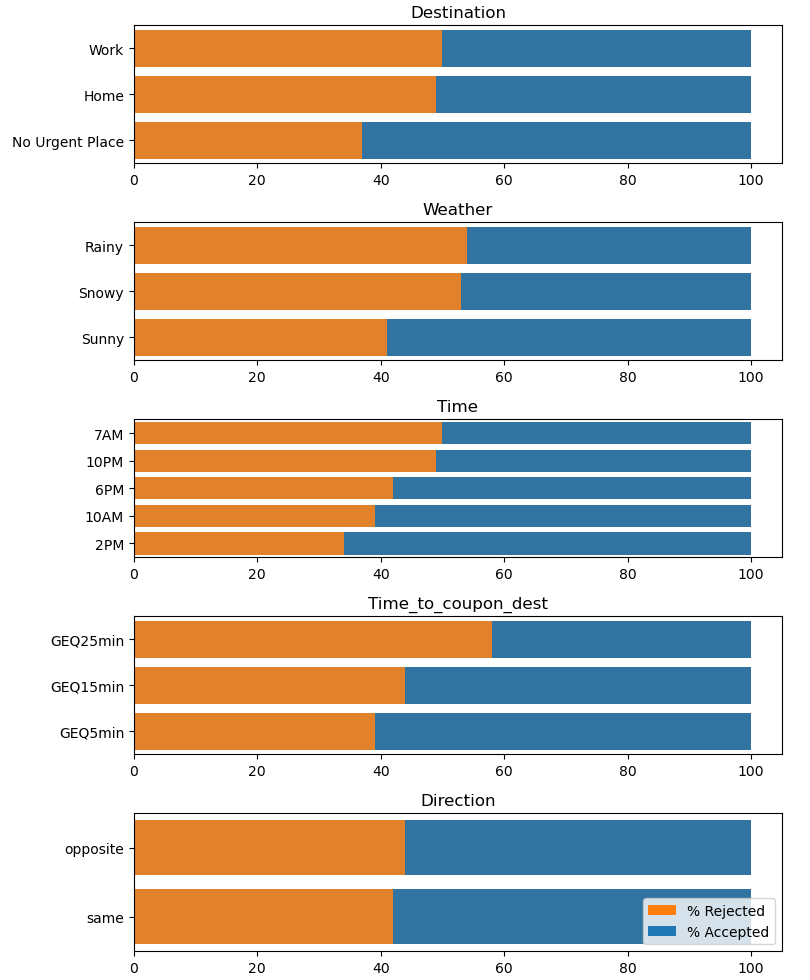 Destination
Work
Home
No Urgent Place
0 20 40 60 80 100
Weather
Rainy
Snowy
Sunny
0 20 40 60 80 100
Time
7AM
10PM
6PM
10AM
2PM
0 20 40 60 80 100
Time_to_coupon_dest
GEQ25min
GEQ15min
GEQ5min
0 20 40 60 80 100
Direction
opposite
same
% Rejected
% Accepted
0 20 40 60 80 100